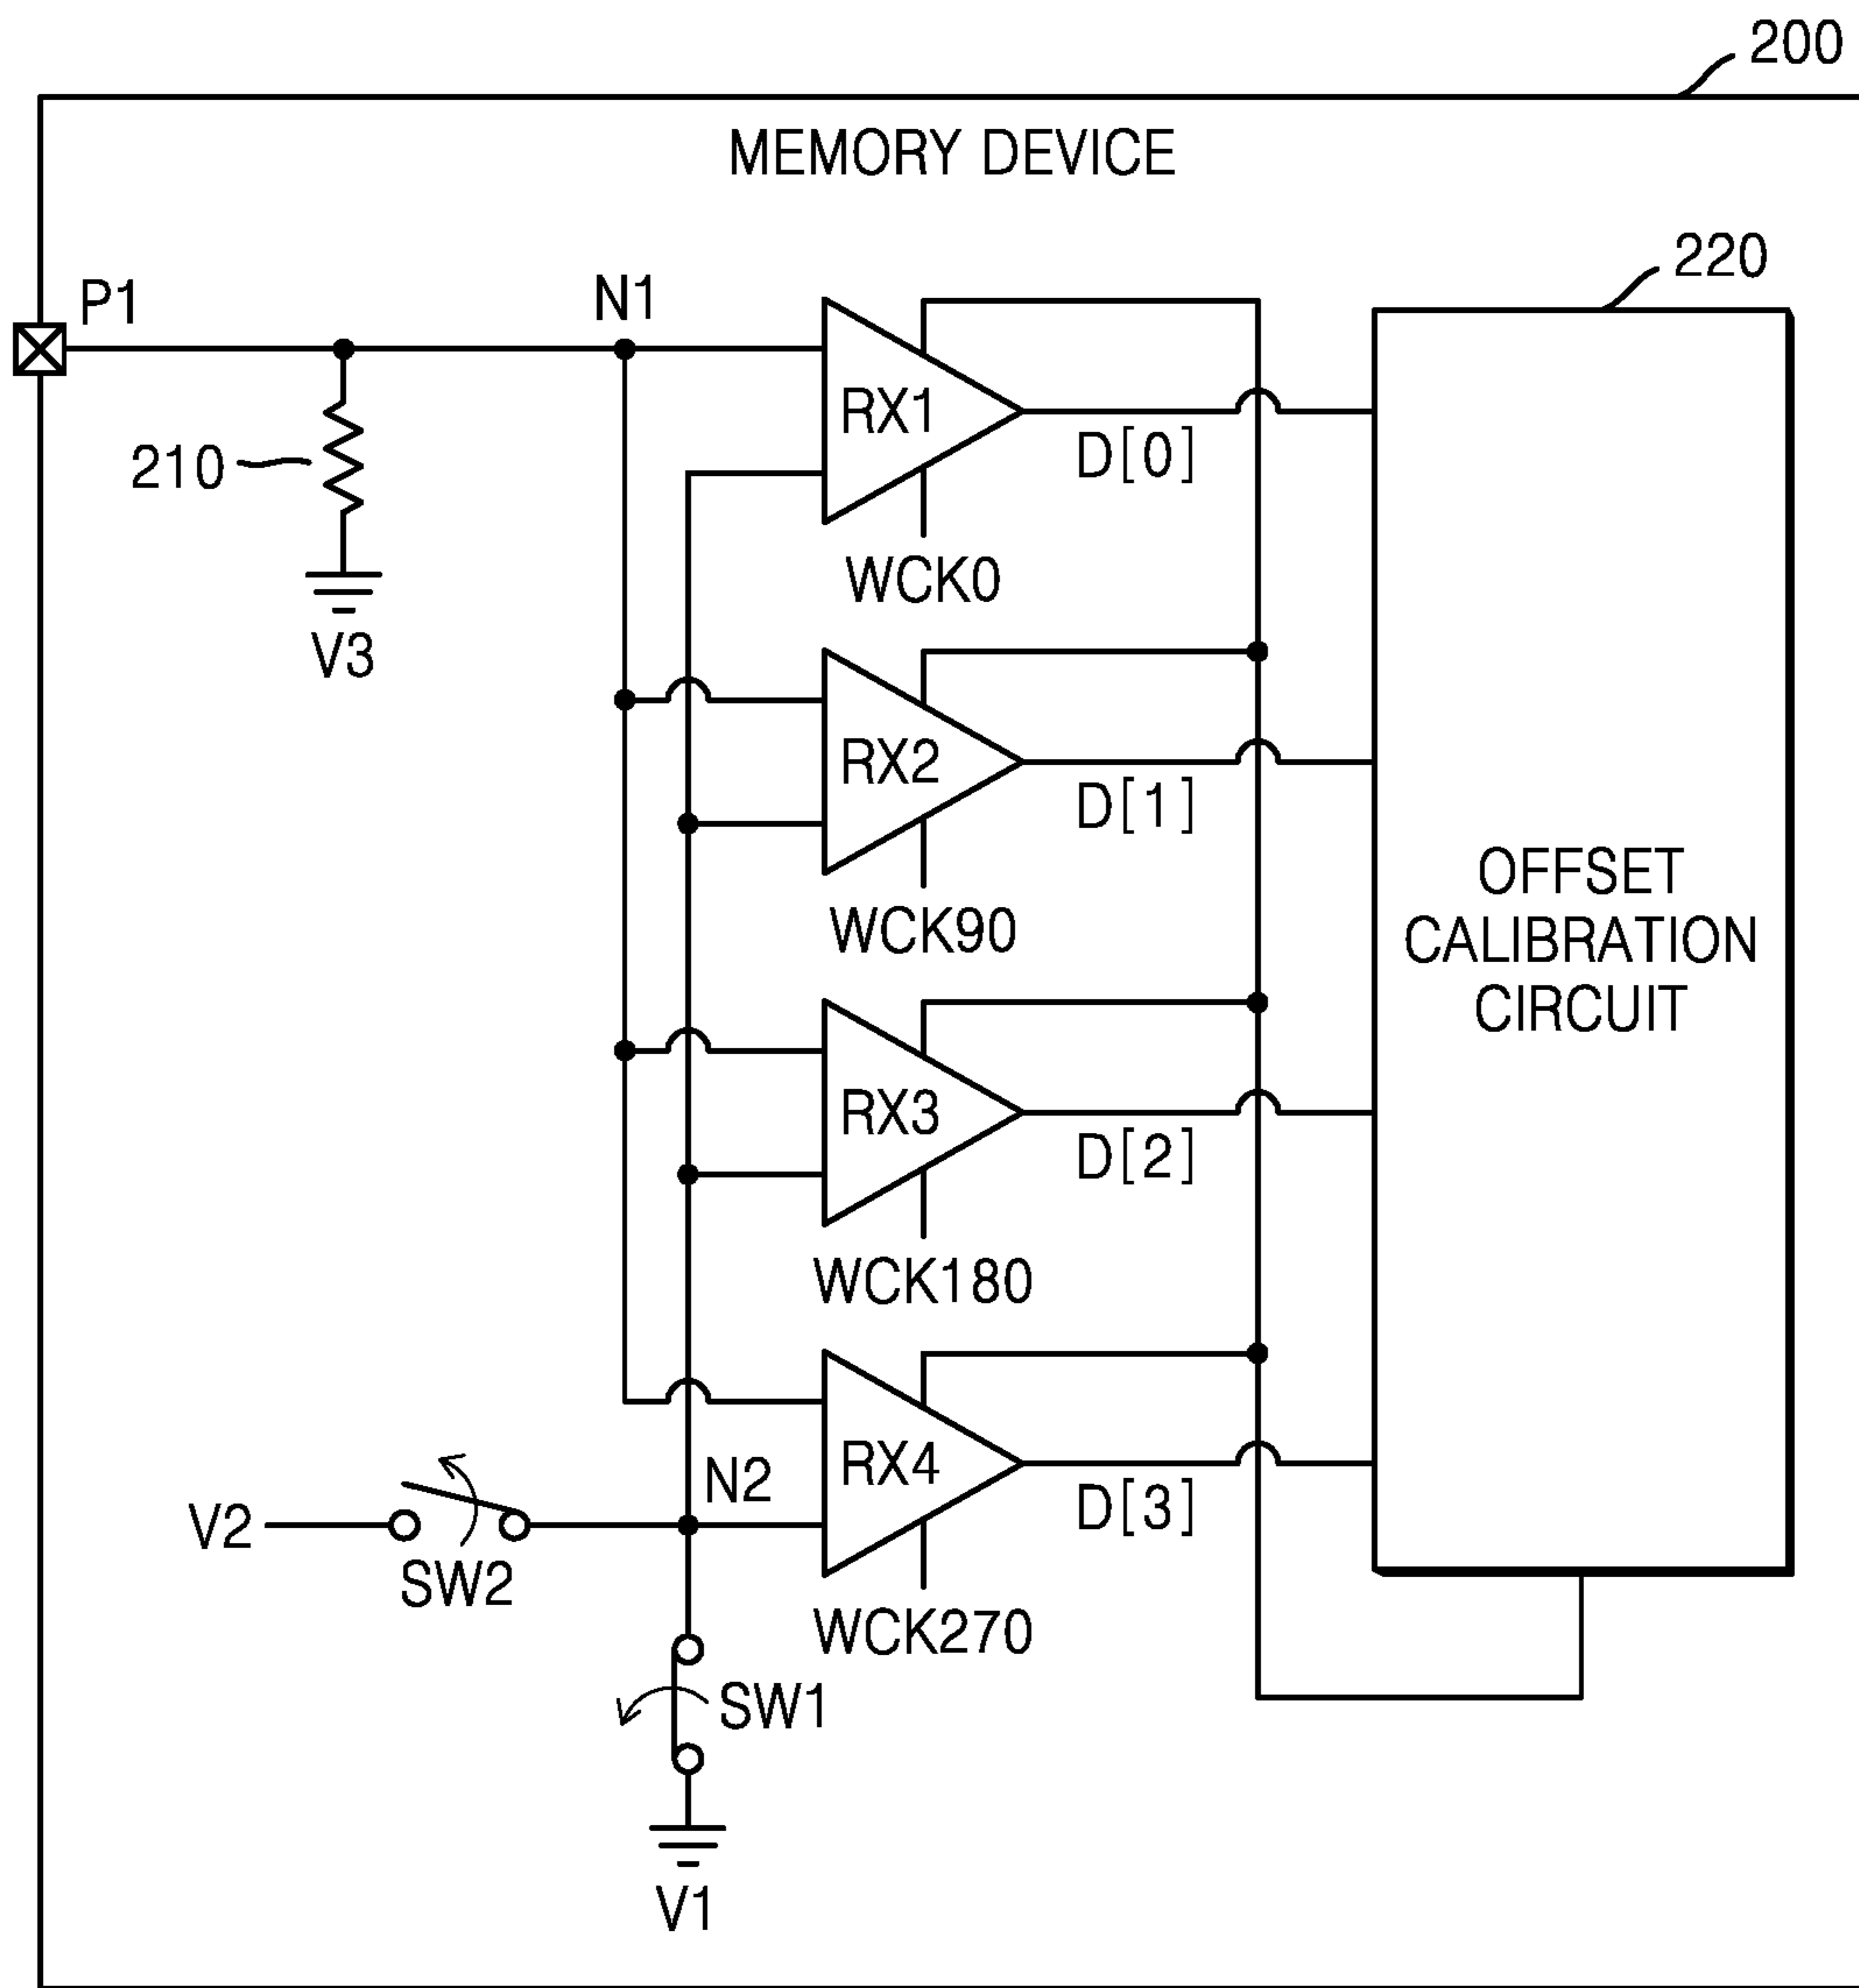 200
MEMORY DEVICE
220
P1
N1
RX1
210
D[0]
WCK0
V3
RX2
D[1]
OFFSET
CALIBRATION
CIRCUIT
WCK90
RX3
D[2]
WCK180
RX4
N2
D[3]
V2
SW2
WCK270
SW1
V1